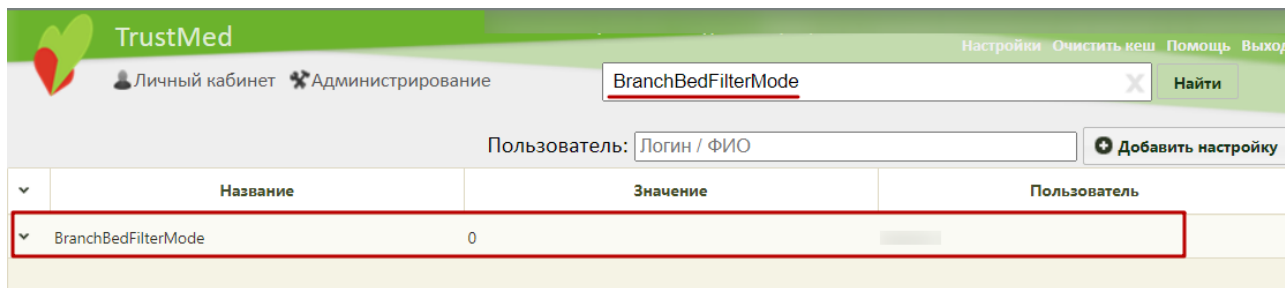 TrustMed
Настройки Очистить кеш Помощь Выход
Личный кабинет Администрирование
BranchBedFilterMode X Найти
Пользователь: Логин / ФИО Добавить настройку
Название Значение Пользователь
BranchBedFilterMode 0